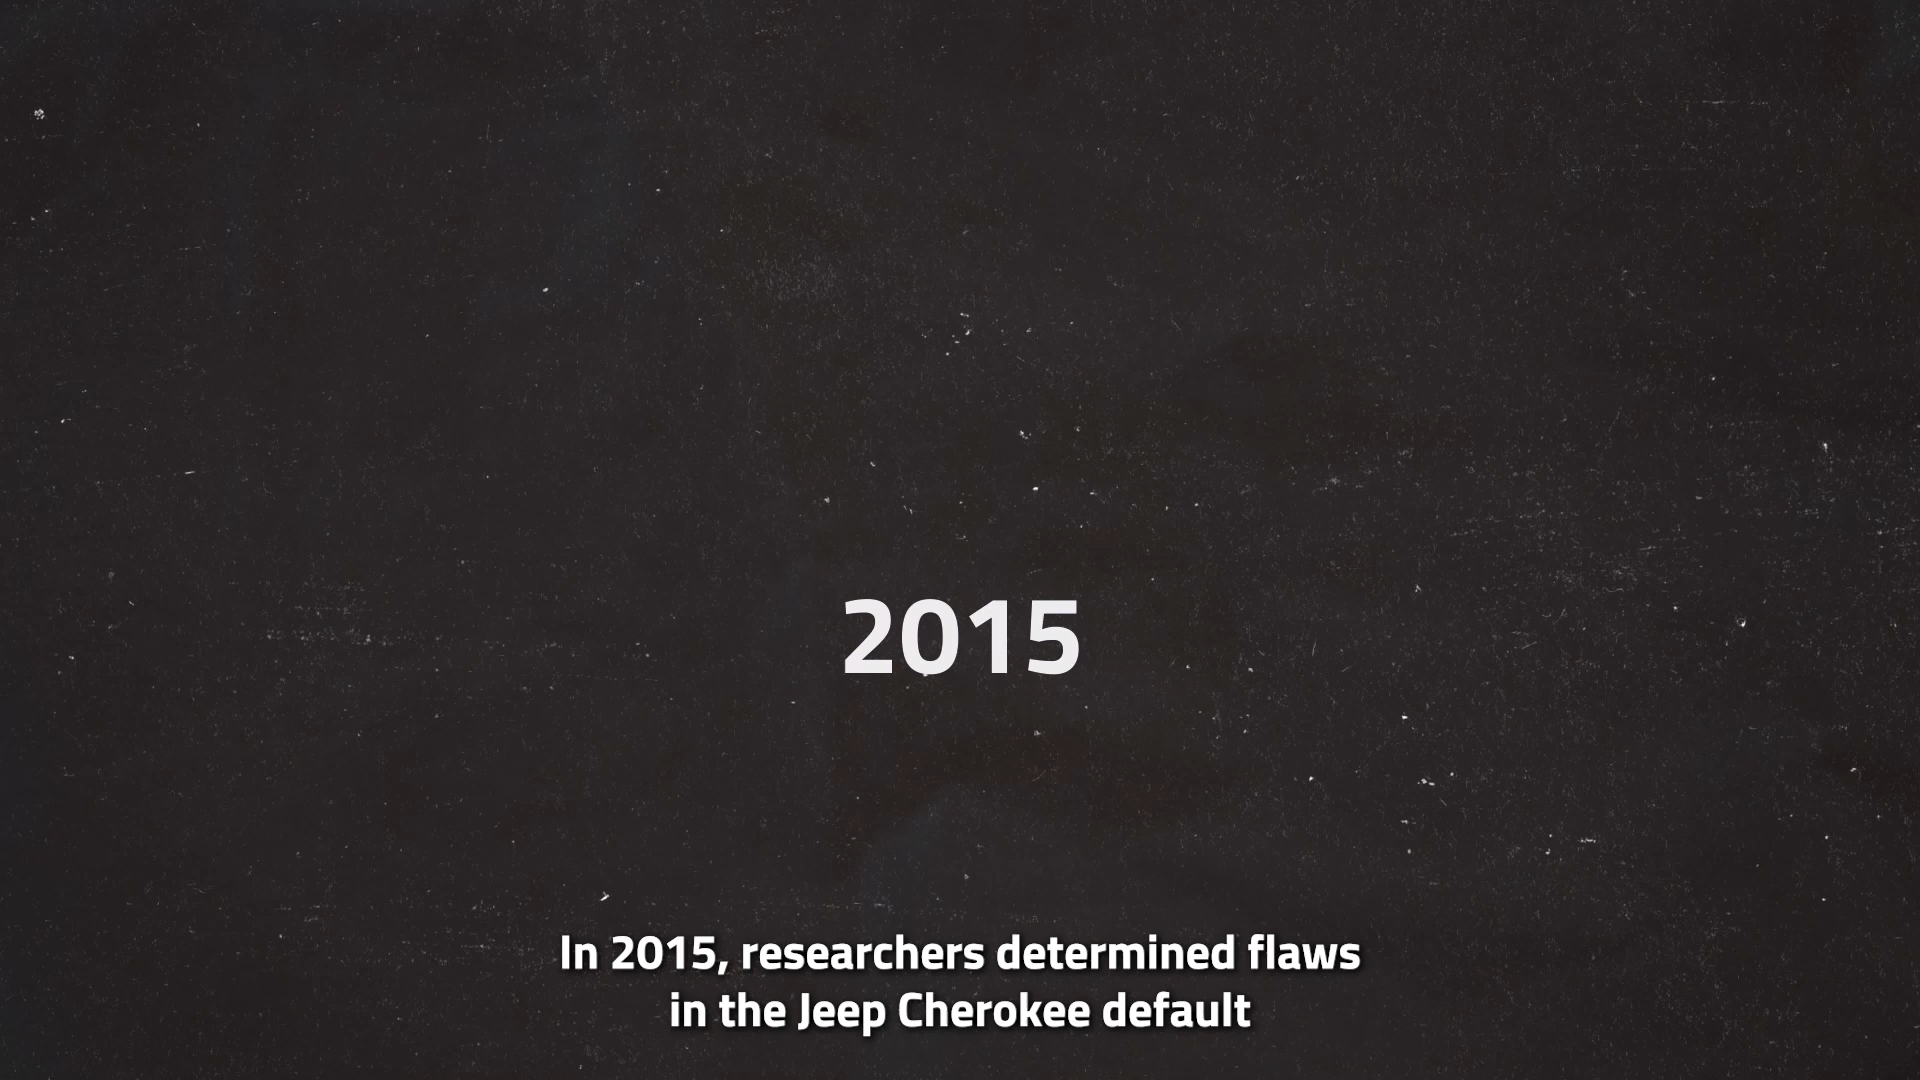 2015
In 2015, researchers determined flaws
in the Jeep Cherokee default